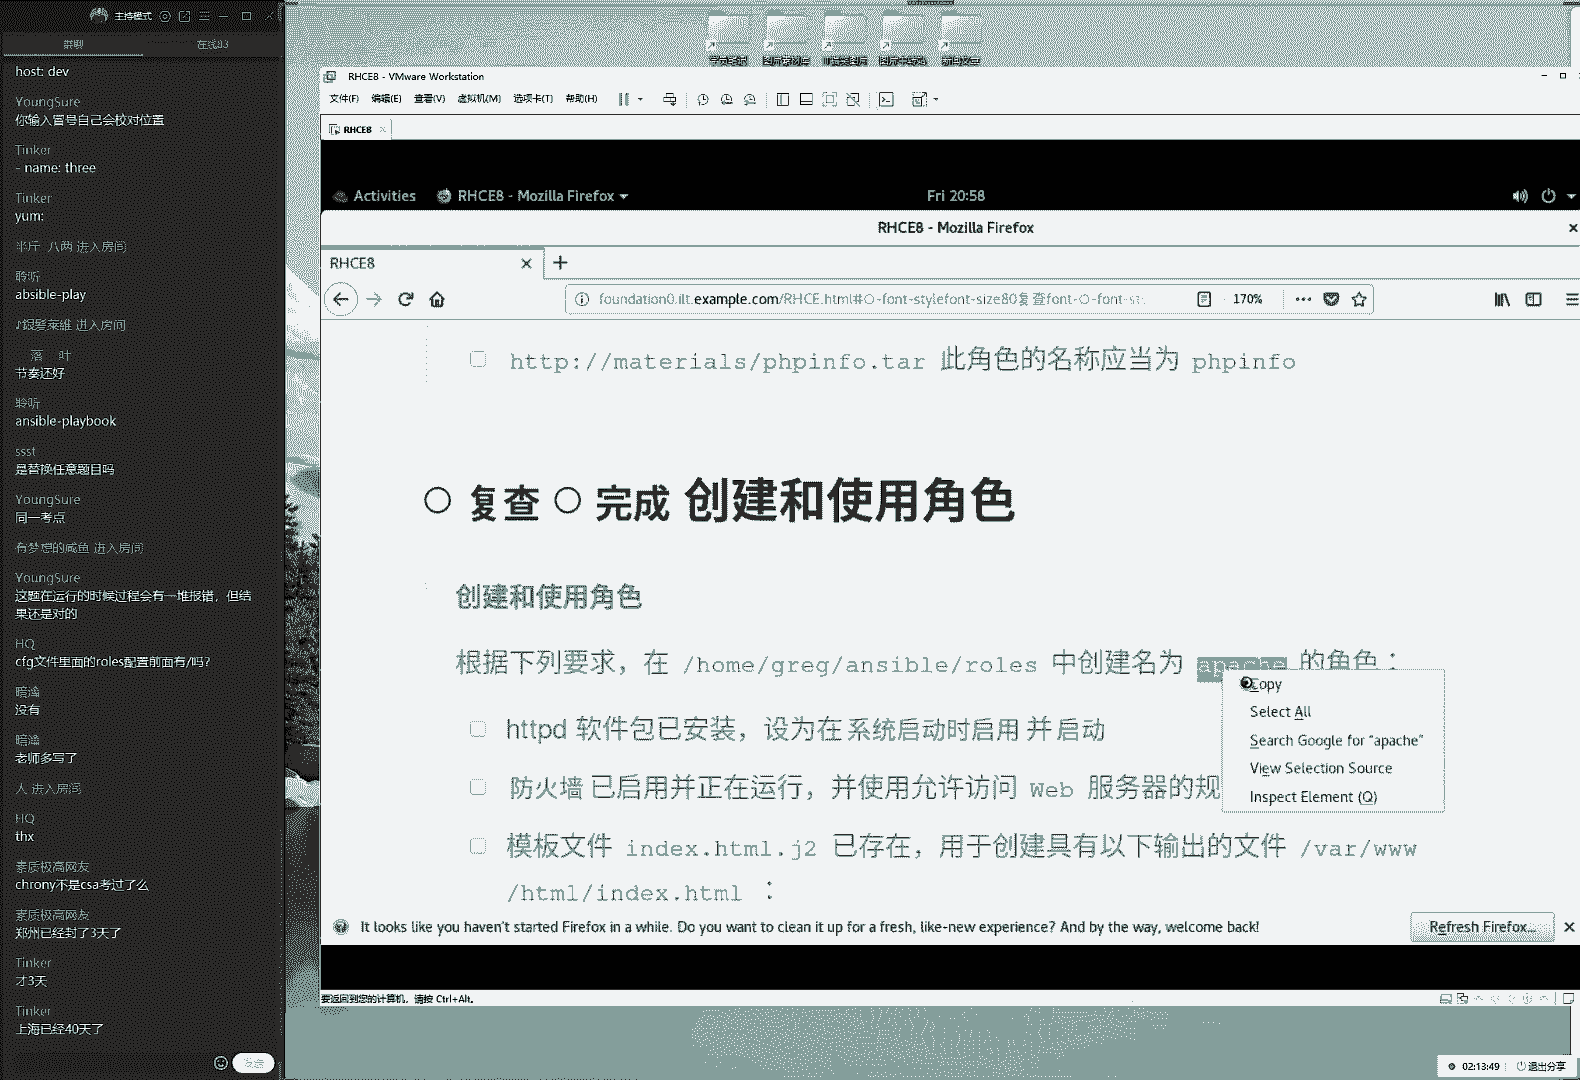 主持模式
群聊
在线83
host: dev
YoungSure
你输入冒号自己会校对位置
Tinker
- name: three
Tinker
yum:
半斤 八两 进入房间
聆听
absible-play
进入房间
落 叶
节奏还好
聆听
ansible-playbook
ssst
是替换任意题目吗
YoungSure
同一考点
有梦想的咸鱼 进入房间
YoungSure
这题在运行的时候过程会有一堆报错，但结
果还是对的
HQ
cfg文件里面的roles配置前面有/吗?
没有
老师多写了
人 进入房间
HQ
thx
素质极高网友
chrony不是csa考过了么
素质极高网友
郑州已经封了3天了
Tinker
才3天
Tinker
上海已经40天了
发送
RHCE8 - VMware Workstation
文件(F) 编辑(E) 查看(V) 虚拟机(M) 选项卡(T) 帮助(H)
RHCE8
Activities
RHCE8 - Mozilla Firefox
Fri 20:58
RHCE8 - Mozilla Firefox
RHCE8
foundation0.ilt.example.com/RHCE.html#○-font-stylefont-size80复查font-○-font-st
170%
http://materials/phpinfo.tar 此角色的名称应当为 phpinfo
复查 完成 创建和使用角色
创建和使用角色
根据下列要求，在 /home/greg/ansible/roles 中创建名为 apache 的角色：
httpd 软件包已安装，设为在系统启动时启用 并 启动
防火墙 已启用并正在运行，并使用允许访问 Web 服务器的规
模板文件 index.html.j2 已存在，用于创建具有以下输出的文件 /var/www
/html/index.html ：
Copy
Select All
Search Google for “apache”
View Selection Source
Inspect Element (Q)
It looks like you haven't started Firefox in a while. Do you want to clean it up for a fresh, like-new experience? And by the way, welcome back!
Refresh Firefox...
要返回到您的计算机，请按 Ctrl+Alt。
02:13:49
退出分享